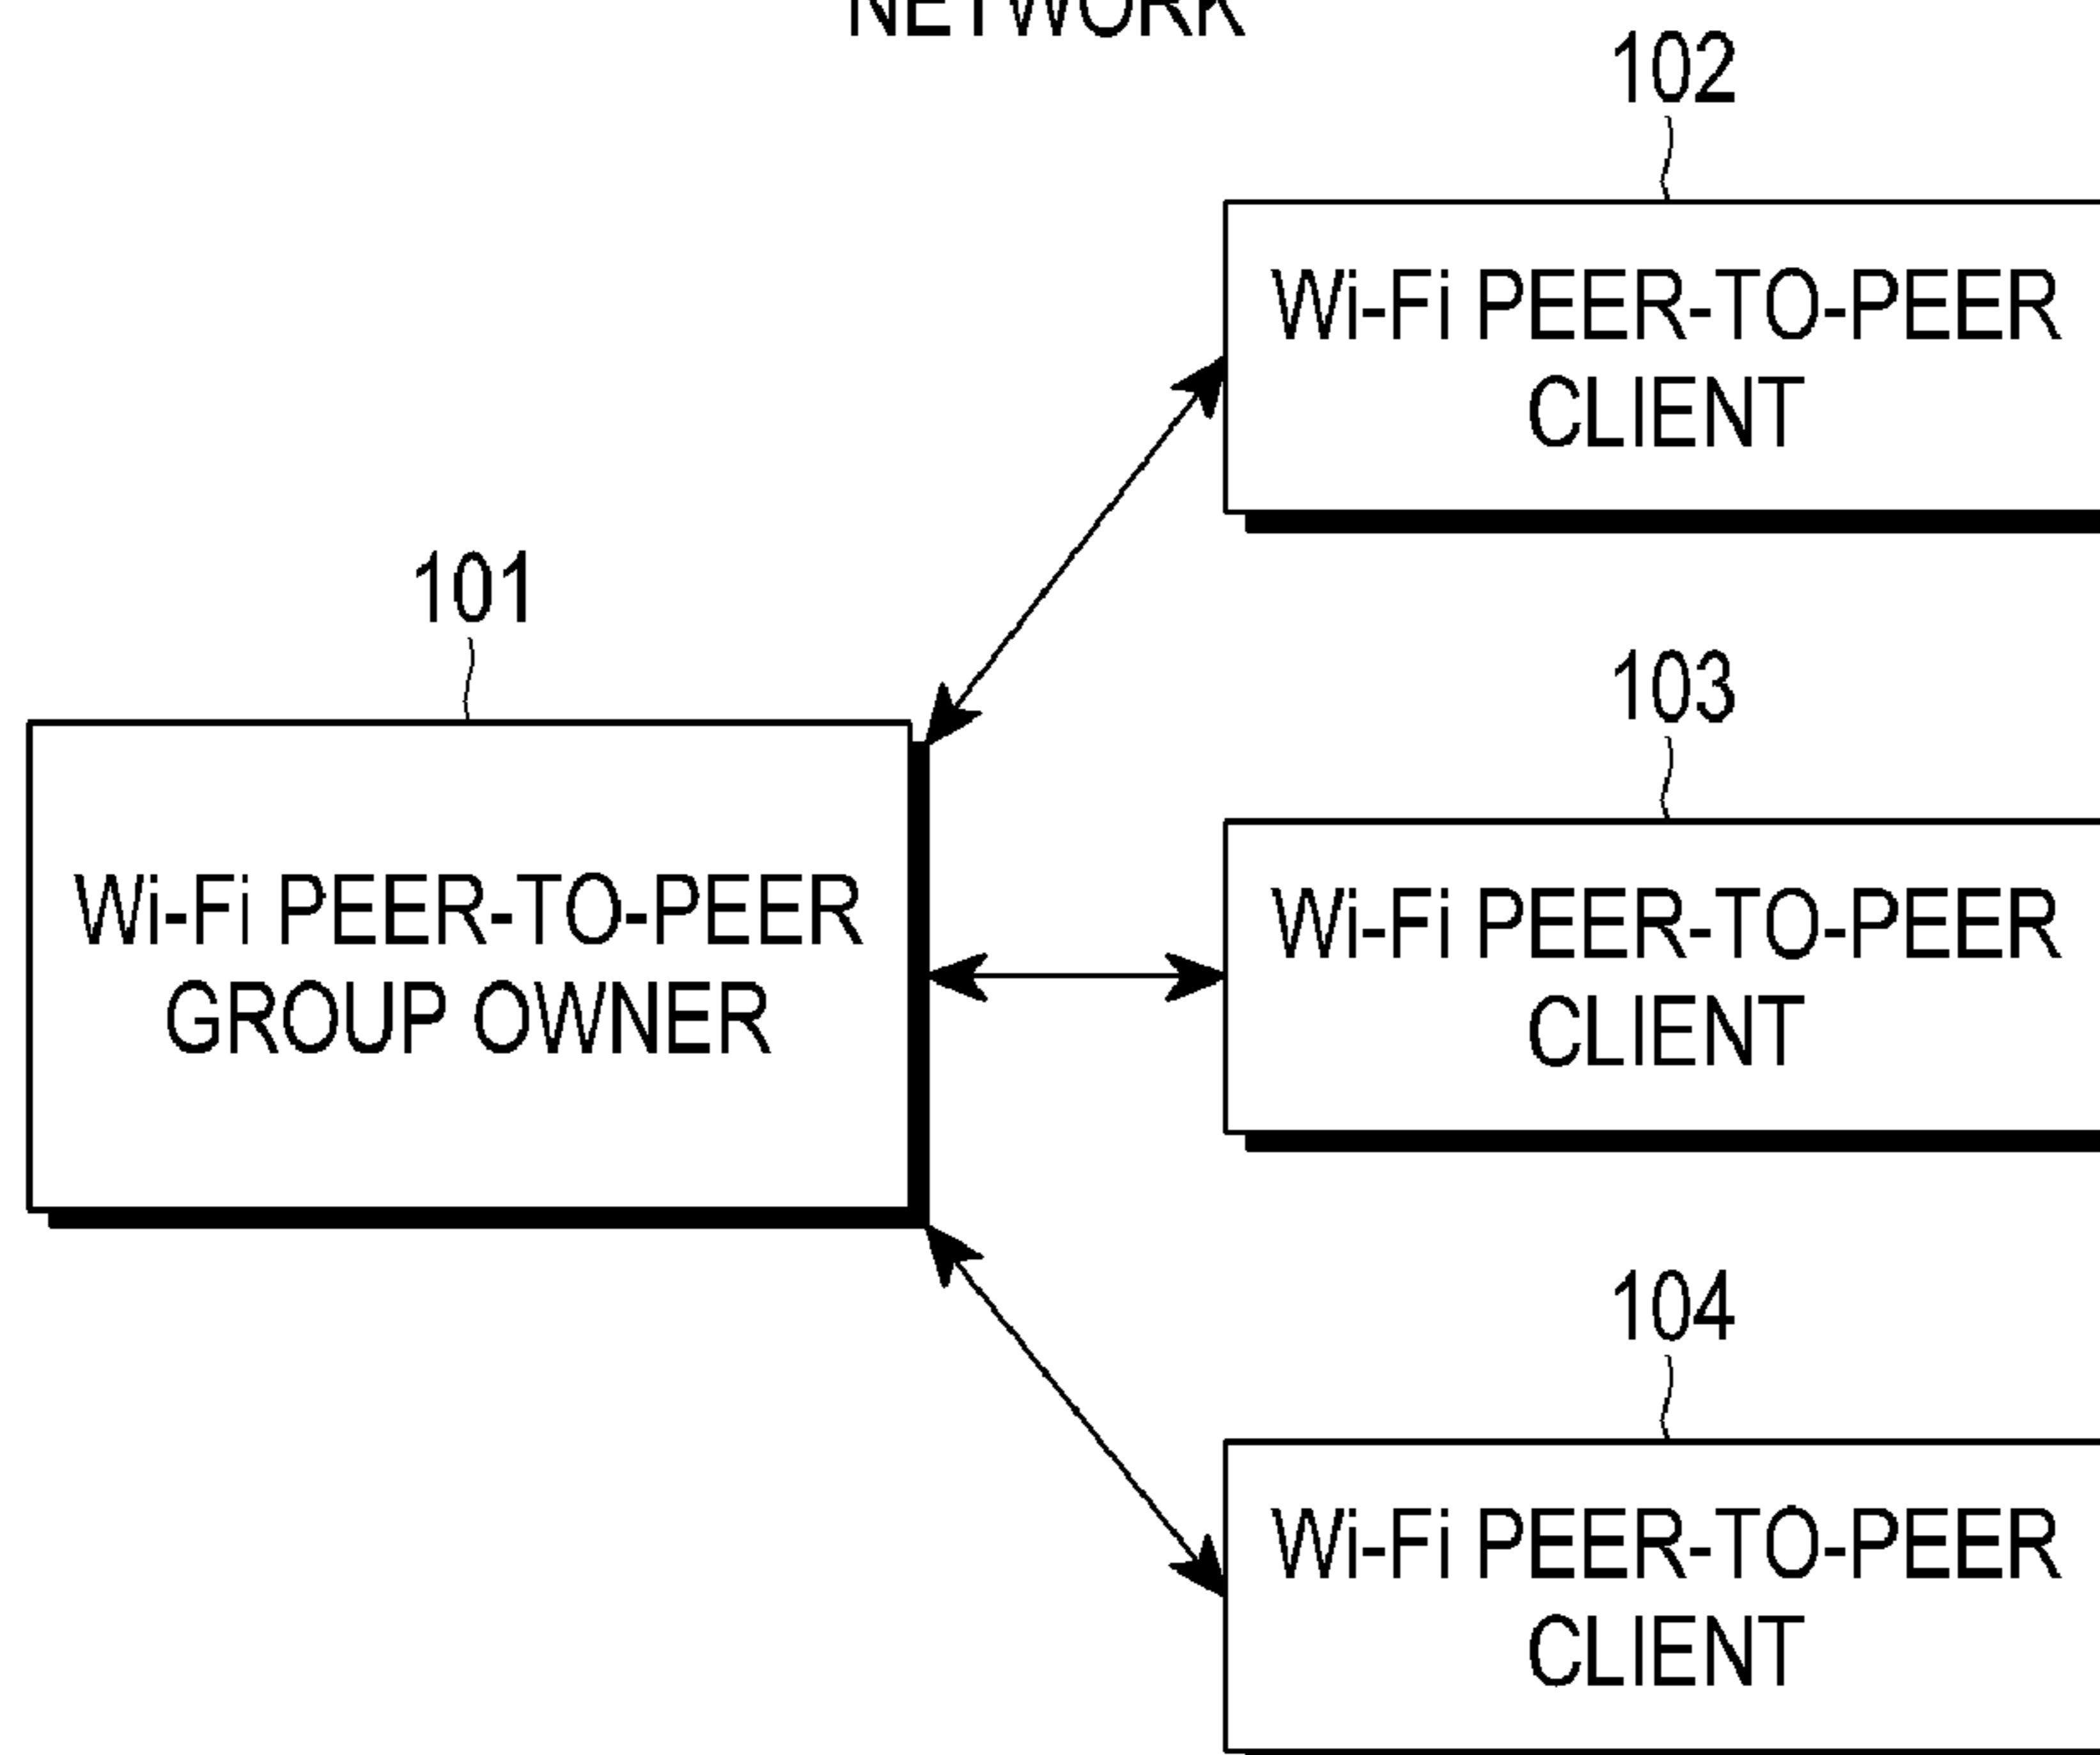 NETWORK
102
Wi-Fi PEER-TO-PEER
CLIENT
101
Wi-Fi PEER-TO-PEER
GROUP OWNER
103
Wi-Fi PEER-TO-PEER
CLIENT
104
Wi-Fi PEER-TO-PEER
CLIENT